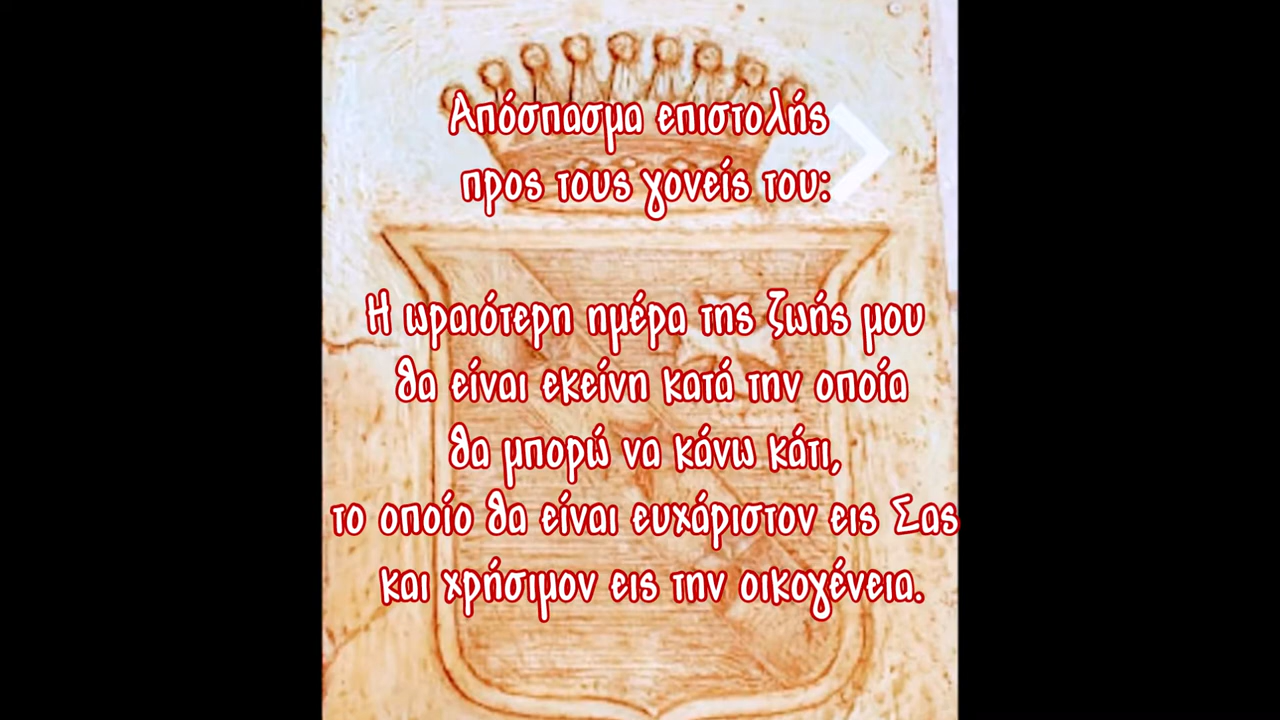 Απόσπασμα επιστολής
προς τους γονείς του:
Η ωραιότερη ημέρα της ζωής μου
θα είναι εκείνη κατά την οποία
θα μπορώ να κάνω κάτι,
το οποίο θα είναι ευχάριστον εις Σας
και χρήσιμον εις την οικογένεια.